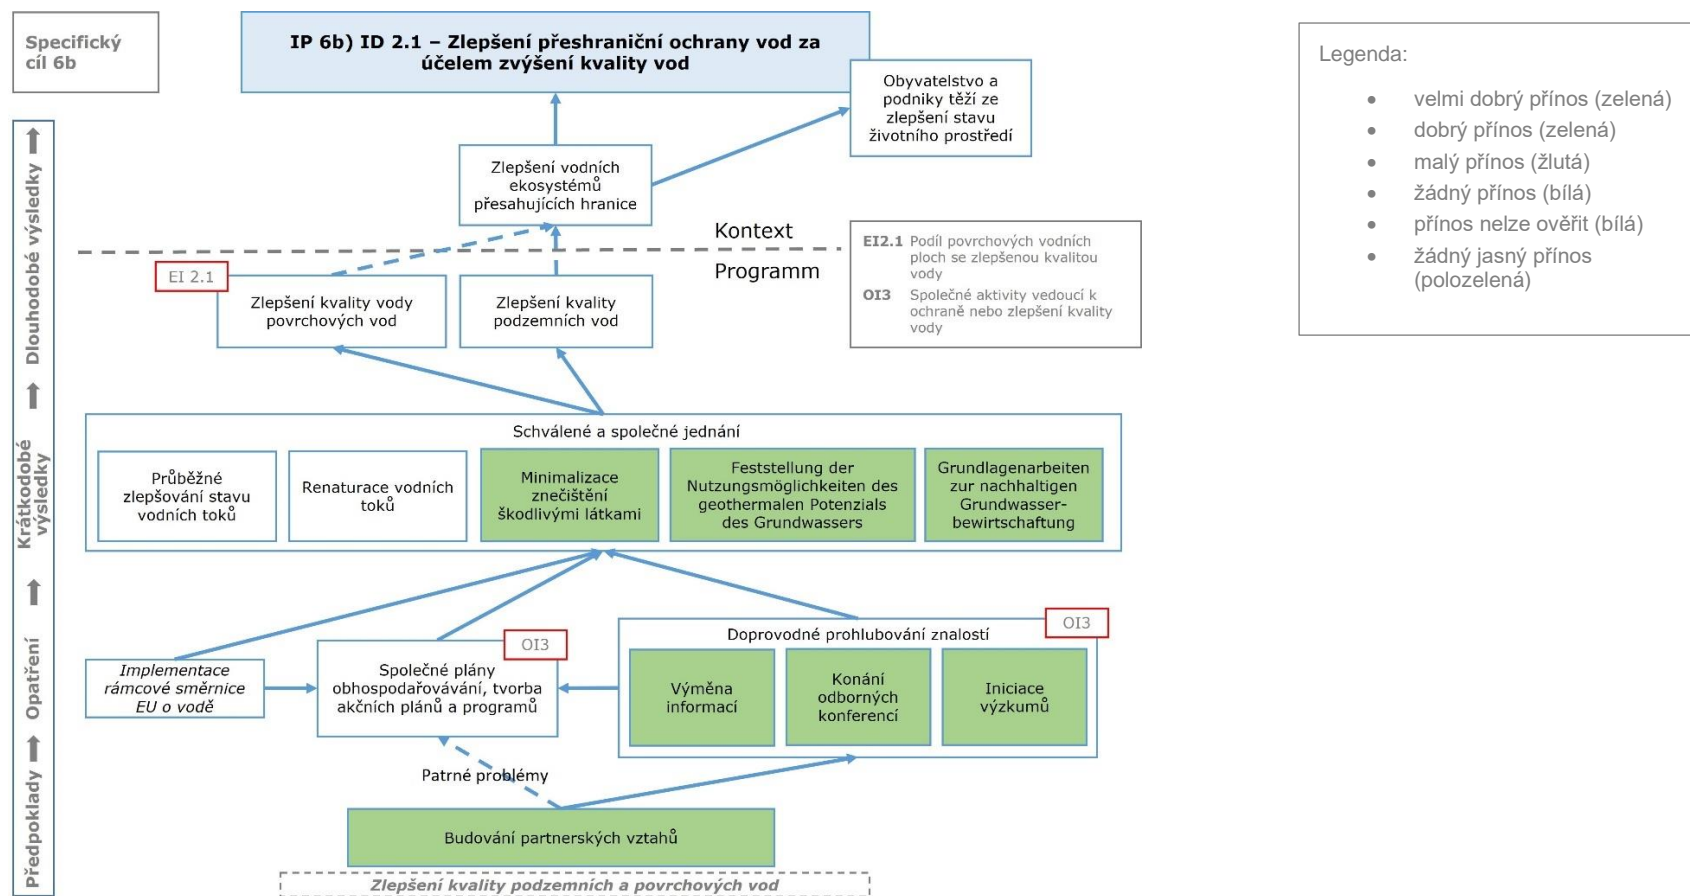 Specifický
cíl 6b
IP 6b) ID 2.1 – Zlepšení přeshraniční ochrany vod za
účelem zvýšení kvality vod
Obyvatelstvo a
podniky těží ze
zlepšení stavu
životního prostředí
Zlepšení vodních
ekosystémů
přesahujících hranice
Kontext
Programm
EI2.1 Podíl povrchových vodních
ploch se zlepšenou kvalitou
vody
OI3 Společné aktivity vedoucí k
ochraně nebo zlepšení kvality
vody
EI 2.1
Zlepšení kvality vody
povrchových vod
Zlepšení kvality
podzemních vod
Schválené a společné jednání
Průběžné
zlepšování stavu
vodních toků
Renaturace vodních
toků
Minimalizace
znečištění
škodlivými látkami
Feststellung der
Nutzungsmöglichkeiten des
geothermalen Potenzials
des Grundwassers
Grundlagenarbeiten
zur nachhaltigen
Grundwasser-
bewirtschaftung
Implementace
rámcové směrnice
EU o vodě
OI3
Společné plány
obhospodařovávání, tvorba
akčních plánů a programů
OI3
Doprovodné prohlubování znalostí
Výměna
informací
Konání
odborných
konferencí
Iniciace
výzkumů
Patrné problémy
Budování partnerských vztahů
Zlepšení kvality podzemních a povrchových vod
Předpoklady
Opatření
Krátkodobé
výsledky
Dlouhodobé výsledky
Legenda:
• velmi dobrý přínos (zelená)
• dobrý přínos (zelená)
• malý přínos (žlutá)
• žádný přínos (bílá)
• přínos nelze ověřit (bílá)
• žádný jasný přínos
(polozelená)